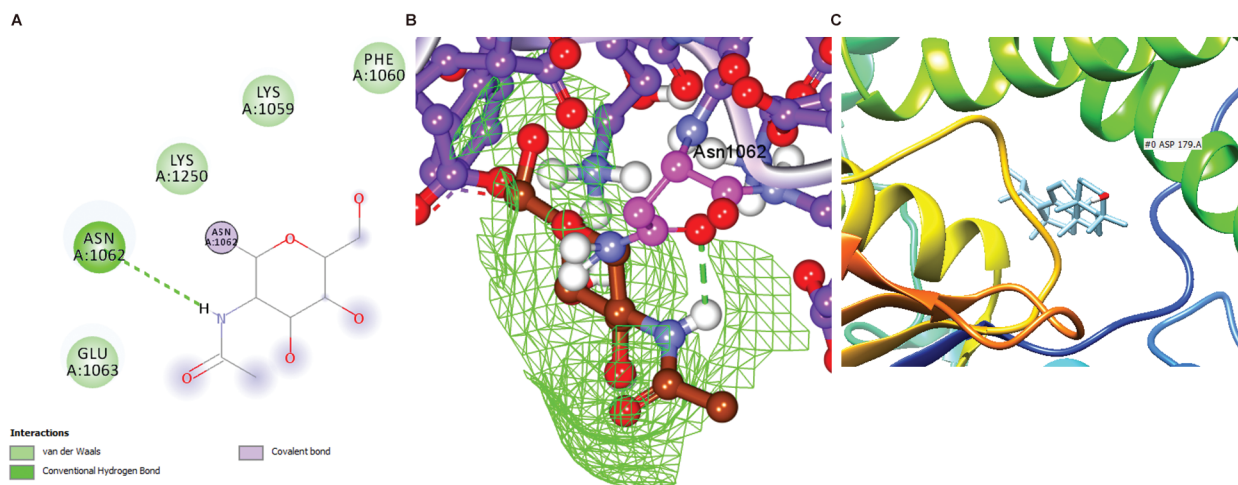 A
B
C
PHE
A:1060
LYS
A:1059
LYS
A:1250
ASN
A:1062
ASN
A:1062
O
O
H
N
O
O
O
GLU
A:1063
Asn1062
#0 ASP 179.A
Interactions
van der Waals
Conventional Hydrogen Bond
Covalent bond